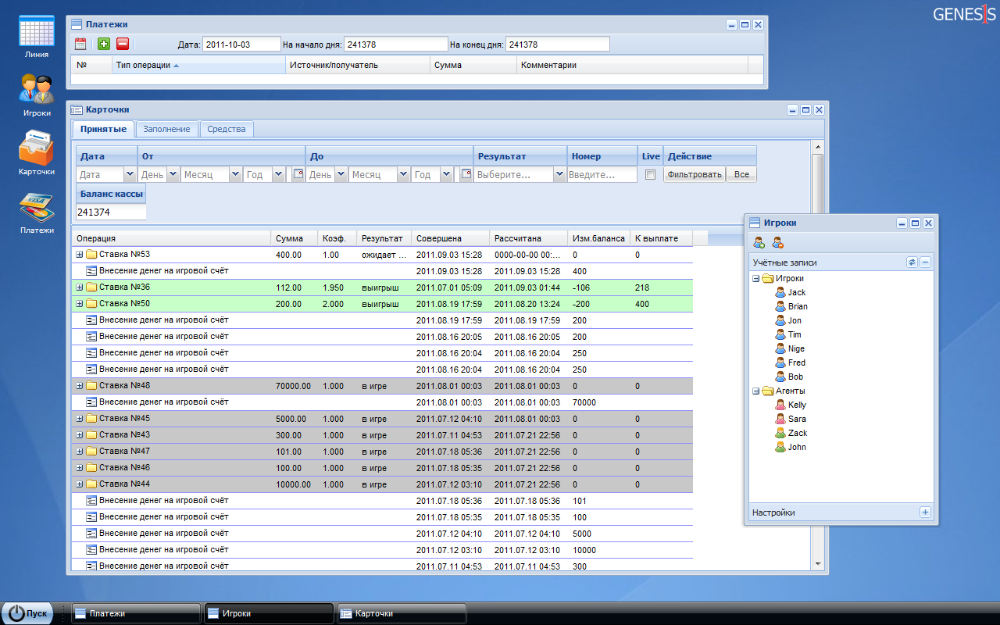 GENESIS
Линия
Игроки
Карточки
Платежи
Платежи
Дата: 2011-10-03 На начало дня: 241378 На конец дня: 241378
№ Тип операции Источник/получатель Сумма Комментарии
Карточки
Принятые Заполнение Средства
Дата От До Результат Номер Live Действие
Дата День Месяц Год День Месяц Год Выберите... Введите... Фильтровать Все
Баланс кассы
241374
Операция Сумма Коэф. Результат Совершена Рассчитана Изм.баланса К выплате
Ставка №53 400.00 1.00 ожидает ... 2011.09.03 15:28 0000-00-00 00:... 0 0
Внесение денег на игровой счёт 2011.09.03 15:28 2011.09.03 15:28 400
Ставка №36 112.00 1.950 выигрыш 2011.07.01 05:09 2011.09.03 01:44 -106 218
Ставка №50 200.00 2.000 выигрыш 2011.08.19 17:59 2011.08.20 13:24 -200 400
Внесение денег на игровой счёт 2011.08.19 17:59 2011.08.19 17:59 200
Внесение денег на игровой счёт 2011.08.16 20:05 2011.08.16 20:05 200
Внесение денег на игровой счёт 2011.08.16 20:04 2011.08.16 20:04 250
Внесение денег на игровой счёт 2011.08.16 20:04 2011.08.16 20:04 250
Ставка №48 70000.00 1.000 в игре 2011.08.01 00:03 2011.08.01 00:03 0 0
Внесение денег на игровой счёт 2011.08.01 00:03 2011.08.01 00:03 70000
Ставка №45 5000.00 1.000 в игре 2011.07.12 04:10 2011.08.01 00:03 0 0
Ставка №43 300.00 1.000 в игре 2011.07.11 04:53 2011.07.21 22:56 0 0
Ставка №47 101.00 1.000 в игре 2011.07.18 05:36 2011.07.21 22:56 0 0
Ставка №46 100.00 1.000 в игре 2011.07.18 05:35 2011.07.21 22:56 0 0
Ставка №44 10000.00 1.000 в игре 2011.07.12 03:10 2011.07.21 22:56 0 0
Внесение денег на игровой счёт 2011.07.18 05:36 2011.07.18 05:36 101
Внесение денег на игровой счёт 2011.07.18 05:35 2011.07.18 05:35 100
Внесение денег на игровой счёт 2011.07.12 04:10 2011.07.12 04:10 5000
Внесение денег на игровой счёт 2011.07.12 03:10 2011.07.12 03:10 10000
Внесение денег на игровой счёт 2011.07.11 04:53 2011.07.11 04:53 300
Игроки
Учётные записи
Игроки
Jack
Brian
Jon
Tim
Nige
Fred
Bob
Агенты
Kelly
Sara
Zack
John
Настройки
Пуск Платежи Игроки Карточки